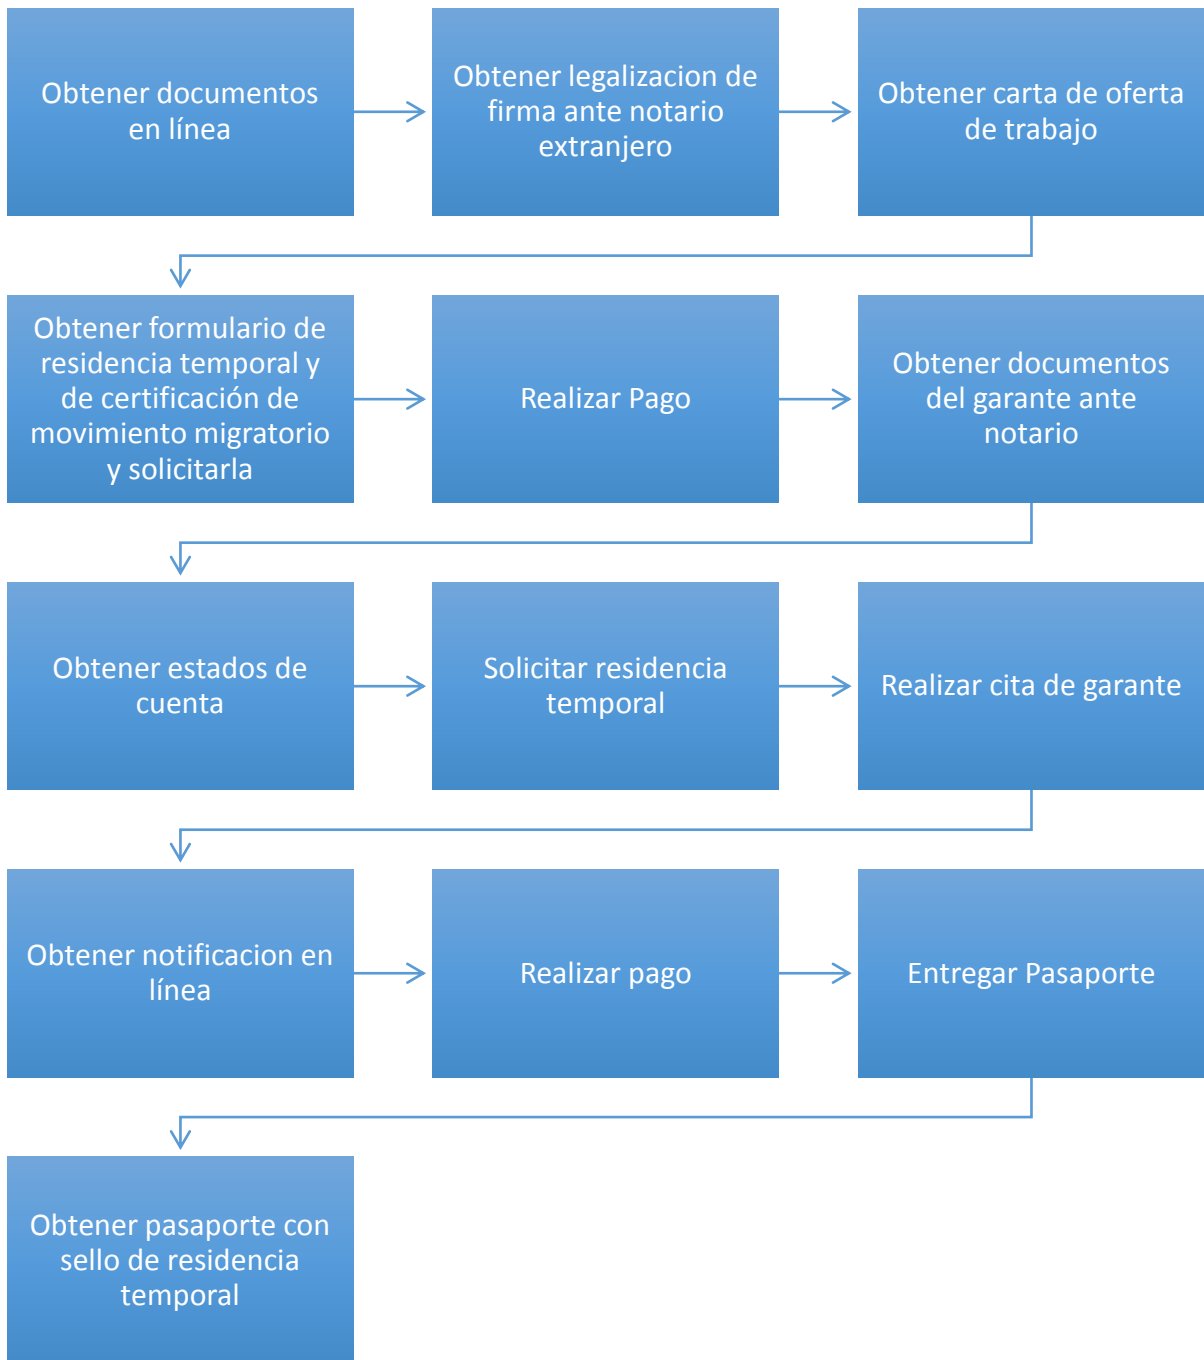 Obtener documentos
en línea
Obtener legalizacion de
firma ante notario
extranjero
Obtener carta de oferta
de trabajo
Obtener formulario de
residencia temporal y
de certificación de
movimiento migratorio
y solicitarla
Realizar Pago
Obtener documentos
del garante ante
notario
Obtener estados de
cuenta
Solicitar residencia
temporal
Realizar cita de garante
Obtener notificacion en
línea
Realizar pago
Entregar Pasaporte
Obtener pasaporte con
sello de residencia
temporal